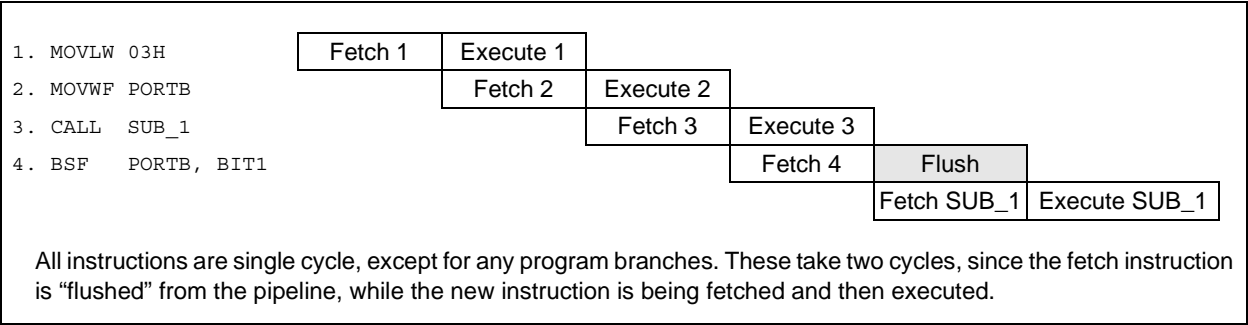 1. MOVLW 03H Fetch 1 Execute 1
2. MOVWF PORTB Fetch 2 Execute 2
3. CALL SUB_1 Fetch 3 Execute 3
4. BSF PORTB, BIT1 Fetch 4 Flush
Fetch SUB_1 Execute SUB_1
All instructions are single cycle, except for any program branches. These take two cycles, since the fetch instruction
is “flushed” from the pipeline, while the new instruction is being fetched and then executed.